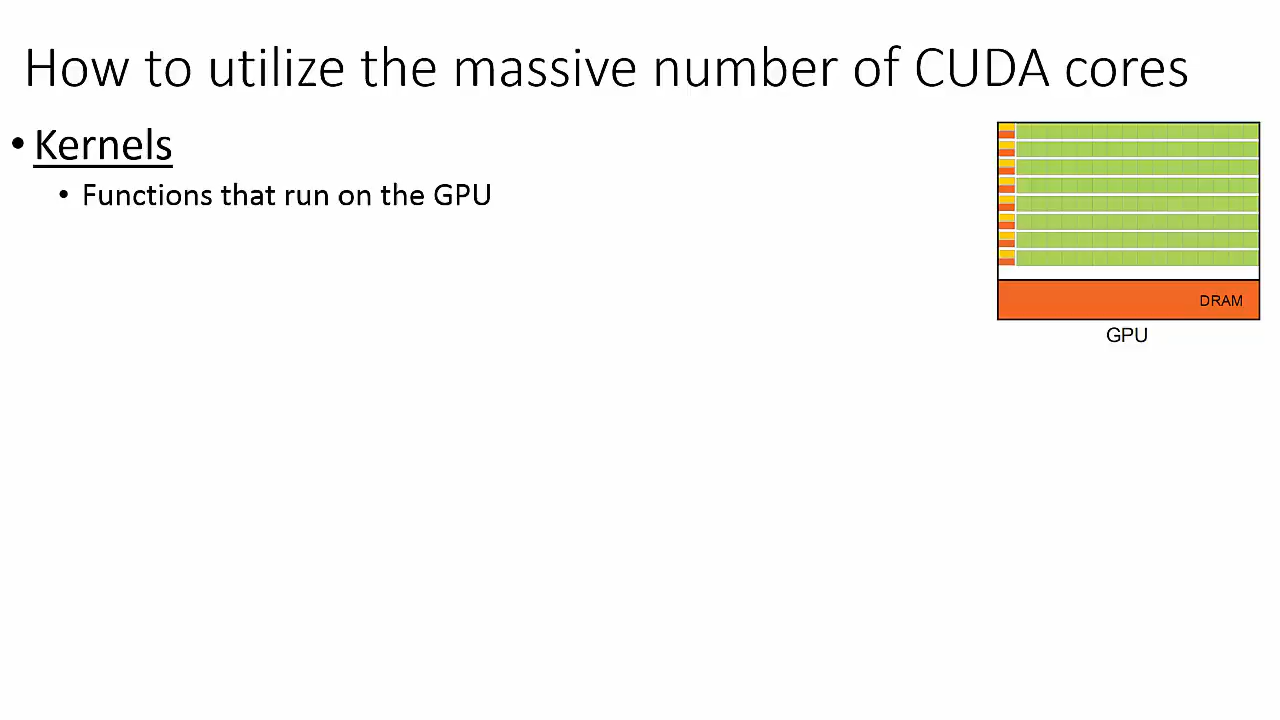 How to utilize the massive number of CUDA cores
• Kernels
• Functions that run on the GPU
DRAM
GPU